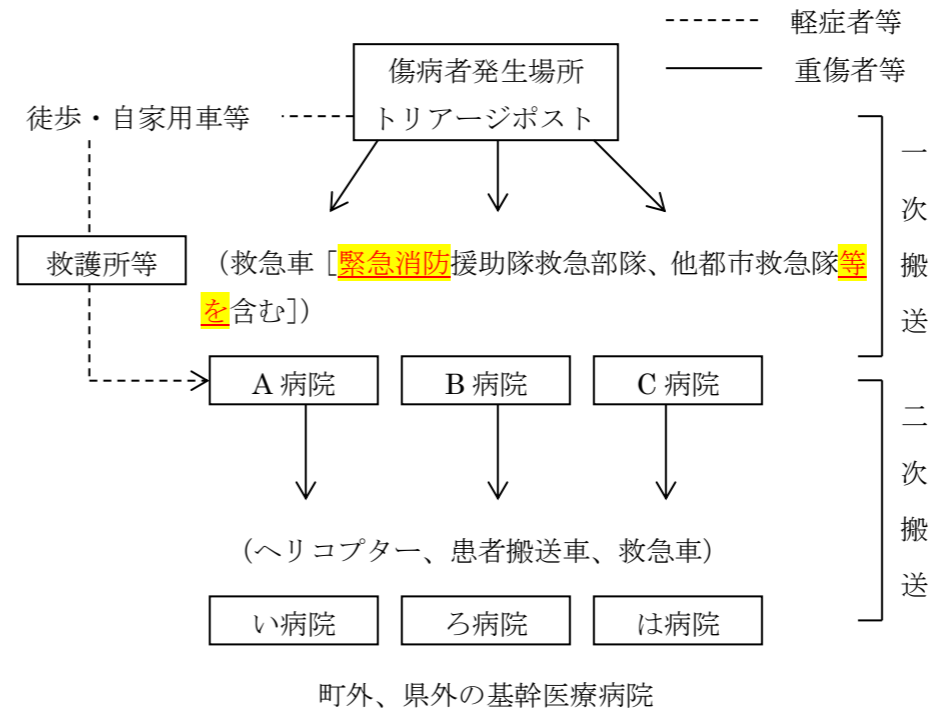 軽症者等
重傷者等
傷病者発生場所
トリアージポスト
徒歩・自家用車等
一次搬送
救護所等
(救急車［緊急消防援助隊救急部隊、他都市救急隊等
を含む］)
A 病院
B 病院
C 病院
二次搬送
(ヘリコプター、患者搬送車、救急車)
い病院
ろ病院
は病院
町外、県外の基幹医療病院